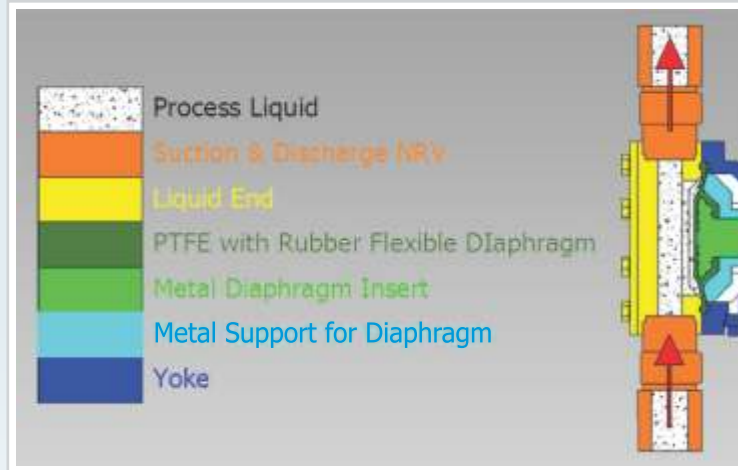 Process Liquid
Suction & Discharge NRV
Liquid End
PTFE with Rubber Flexible DIaphragm
Metal Diaphragm Insert
Metal Support for Diaphragm
Yoke